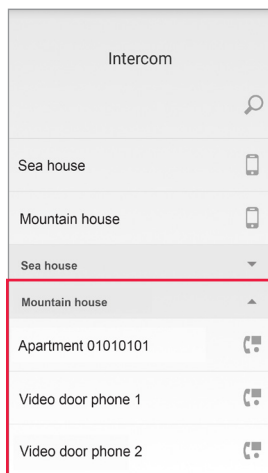 Intercom
Sea house
Mountain house
Sea house
Mountain house
Apartment 01010101
Video door phone 1
Video door phone 2